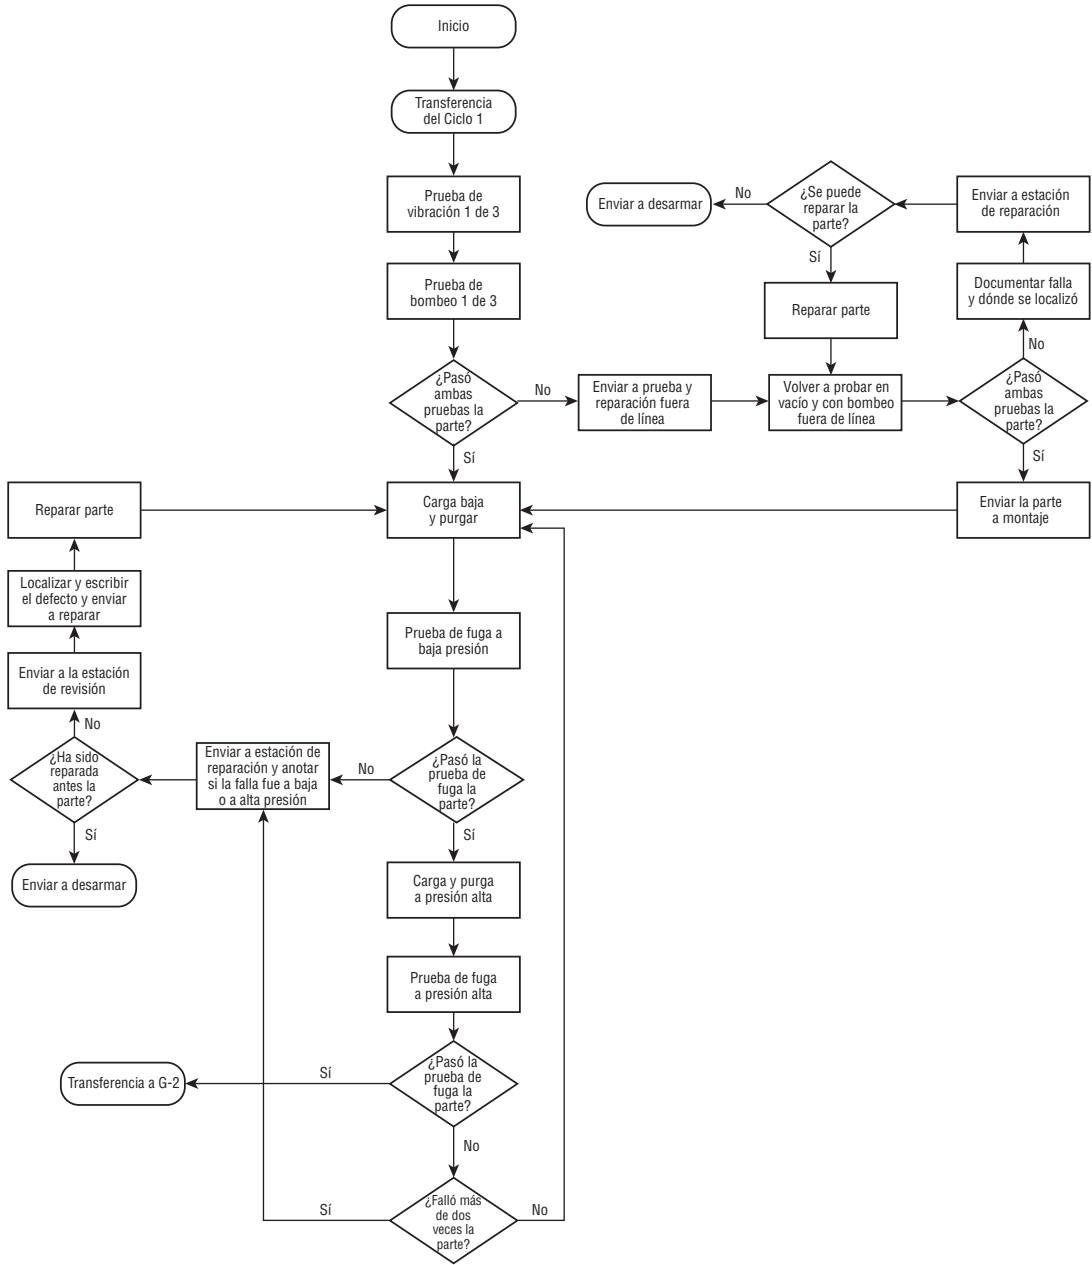 Inicio
Transferencia
del Ciclo 1
Prueba de
vibración 1 de 3
Prueba de
bombeo 1 de 3
¿Pasó
ambas
pruebas la
parte?
No
Enviar a prueba y
reparación fuera
de línea
Volver a probar en
vacío y con bombeo
fuera de línea
¿Pasó
ambas
pruebas la
parte?
No
Documentar falla
y dónde se localizó
Enviar a estación
de reparación
¿Se puede
reparar la
parte?
No
Enviar a desarmar
Sí
Reparar parte
Sí
Enviar la parte
a montaje
Sí
Carga baja
y purgar
Prueba de fuga a
baja presión
¿Pasó la
prueba de
fuga la
parte?
No
Enviar a estación de
reparación y anotar
si la falla fue a baja
o a alta presión
¿Ha sido
reparada
antes la
parte?
No
Enviar a la estación
de revisión
Localizar y escribir
el defecto y enviar
a reparar
Reparar parte
Sí
Enviar a desarmar
Sí
Carga y purga
a presión alta
Prueba de fuga
a presión alta
¿Pasó la
prueba de
fuga la
parte?
Sí
Transferencia a G-2
No
¿Falló más
de dos
veces la
parte?
Sí
No